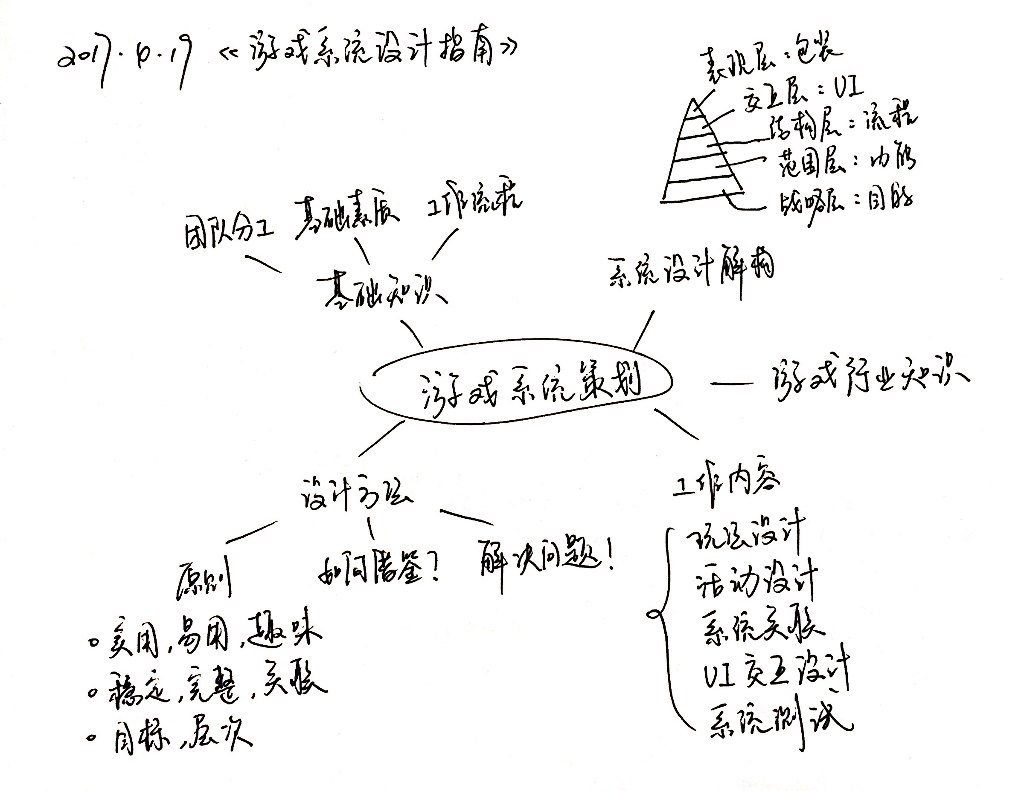 2017.4.19 《游戏系统设计指南》
表现层：包装
交互层：UI
结构层：流程
范围层：功能
战略层：目标
团队分工 基础素质 工作流程
基础知识
系统设计解构
游戏系统策划
游戏行业知识
设计方法
原则
如何借鉴？
解决问题！
。实用，易用，趣味
。稳定，完整，关联
。目标，层次
工作内容
玩法设计
活动设计
系统关联
UI 交互设计
系统测试